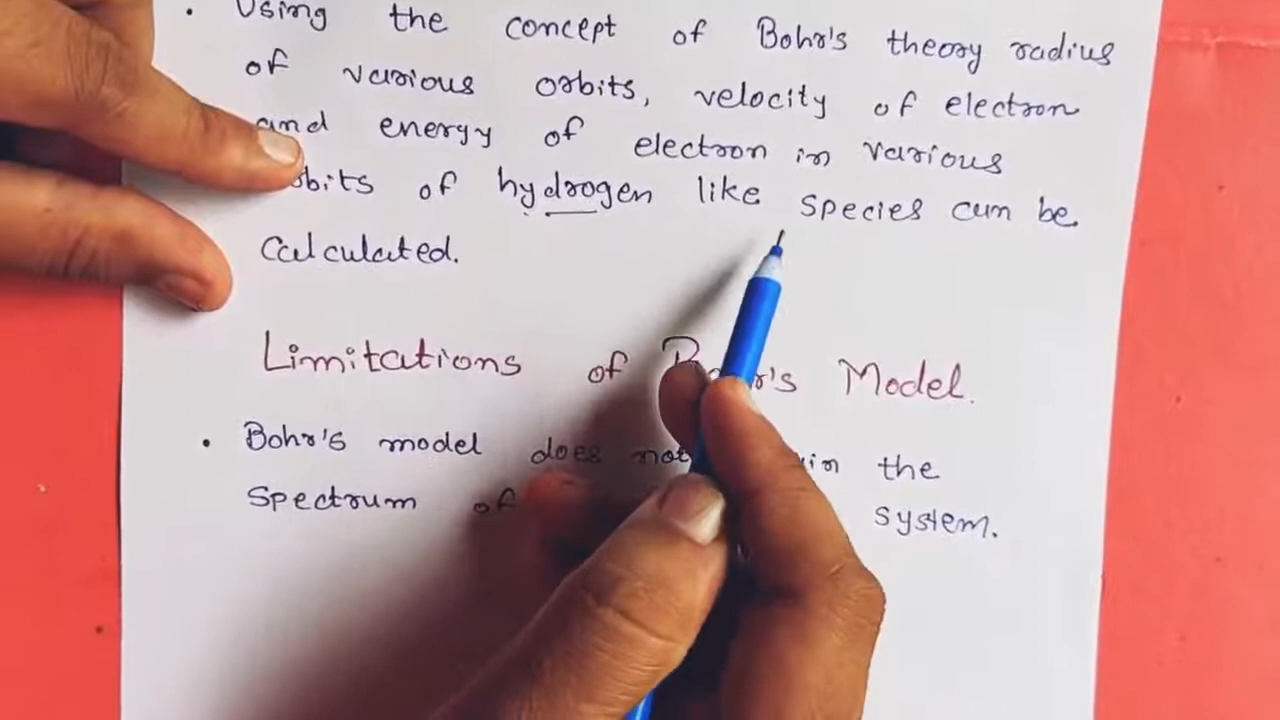 • Using the concept of Bohr's theory radius
of various orbits, velocity of electron
and energy of electron in various
of hydrogen like species can be
calculated.
Limitations of Model.
• Bohr's model does not the
spectrum of system.